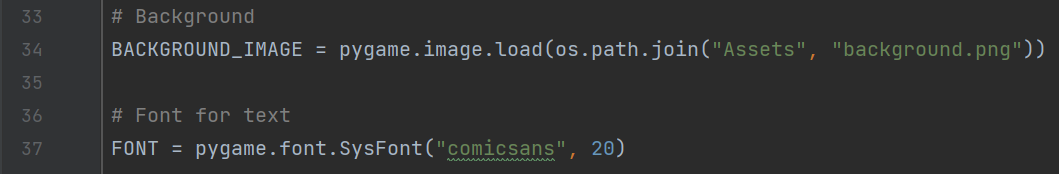 33 # Background
34 BACKGROUND_IMAGE = pygame.image.load(os.path.join("Assets", "background.png"))
35
36 # Font for text
37 FONT = pygame.font.SysFont("comicsans", 20)